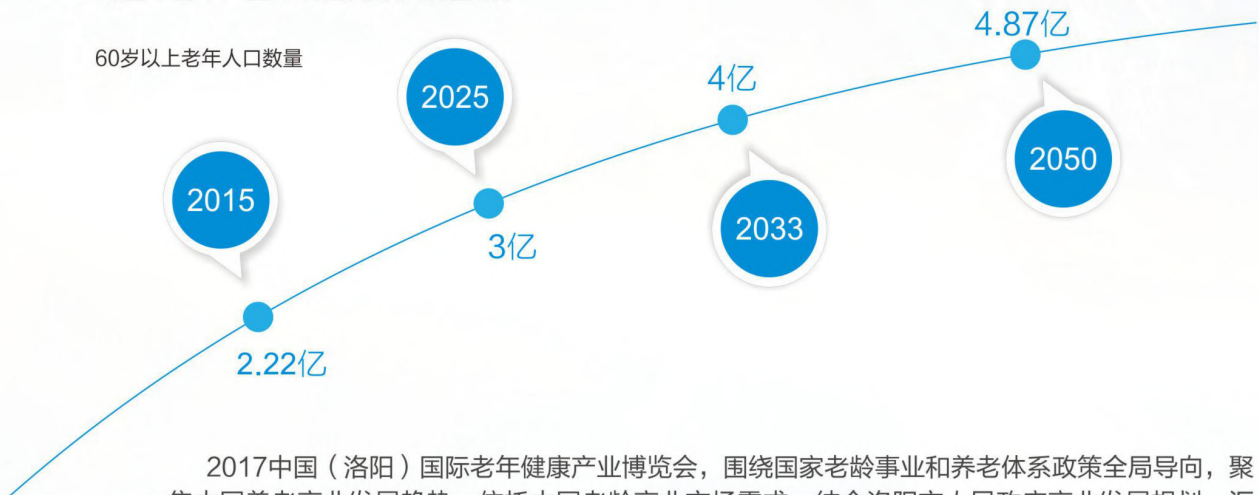 60岁以上老年人口数量
4.87亿
2025
4亿
2015
2050
3亿
2033
2.22亿
2017中国（洛阳）国际老年健康产业博览会，围绕国家老龄事业和养老体系政策全局导向，聚